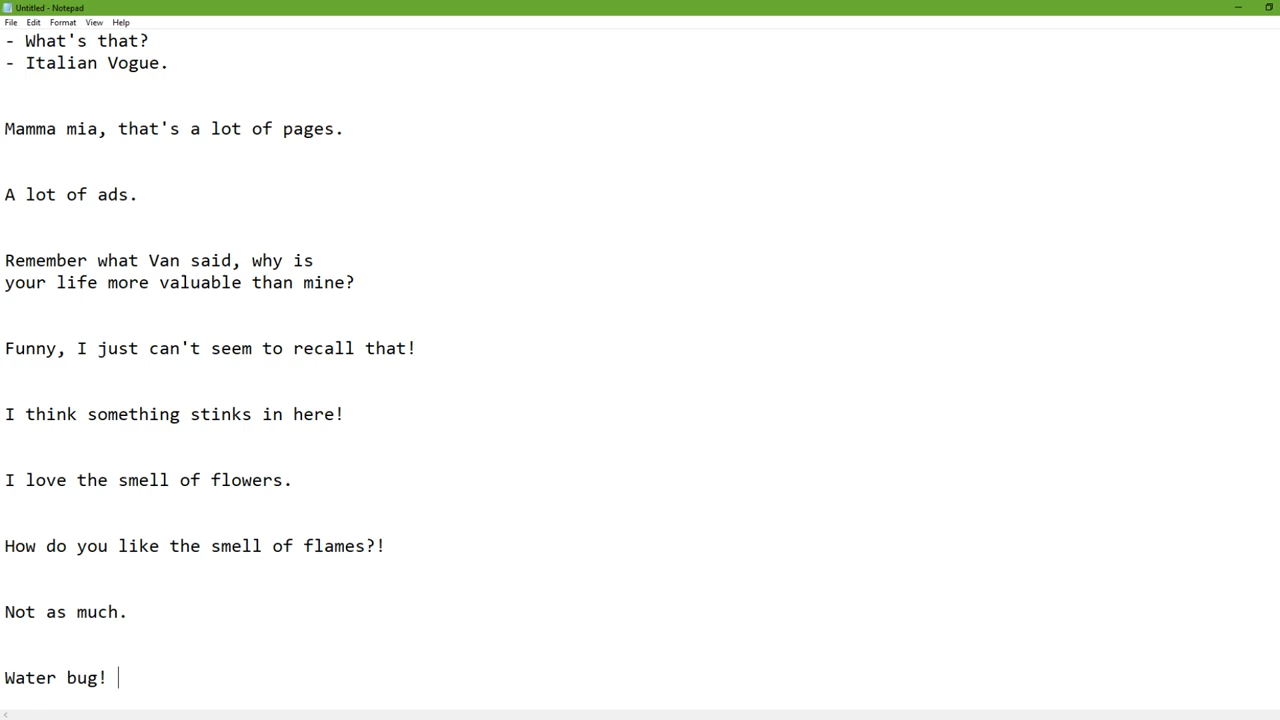 Untitled - Notepad
File Edit Format View Help
- What's that?
- Italian Vogue.
Mamma mia, that's a lot of pages.
A lot of ads.
Remember what Van said, why is
your life more valuable than mine?
Funny, I just can't seem to recall that!
I think something stinks in here!
I love the smell of flowers.
How do you like the smell of flames?!
Not as much.
Water bug!